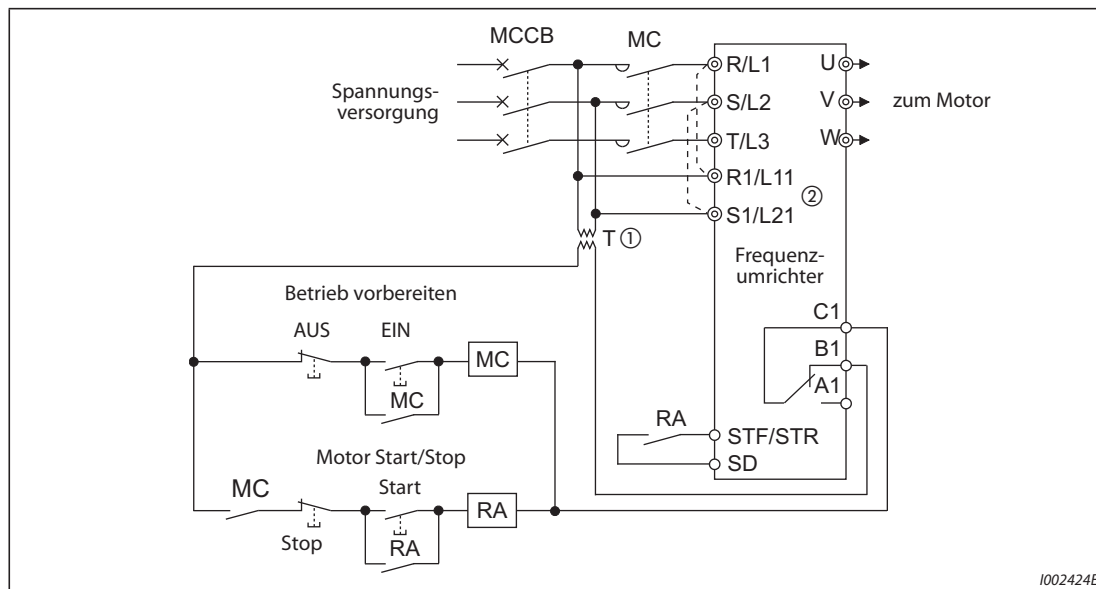 MCCB
MC
R/L1
U
Spannungs-
versorgung
S/L2
V
zum Motor
T/L3
W
R1/L11
②
S1/L21
T ①
Frequenz-
umrichter
Betrieb vorbereiten
C1
AUS
EIN
B1
MC
A1
MC
RA
STF/STR
Motor Start/Stop
SD
MC
Start
RA
Stop
RA
I002424E